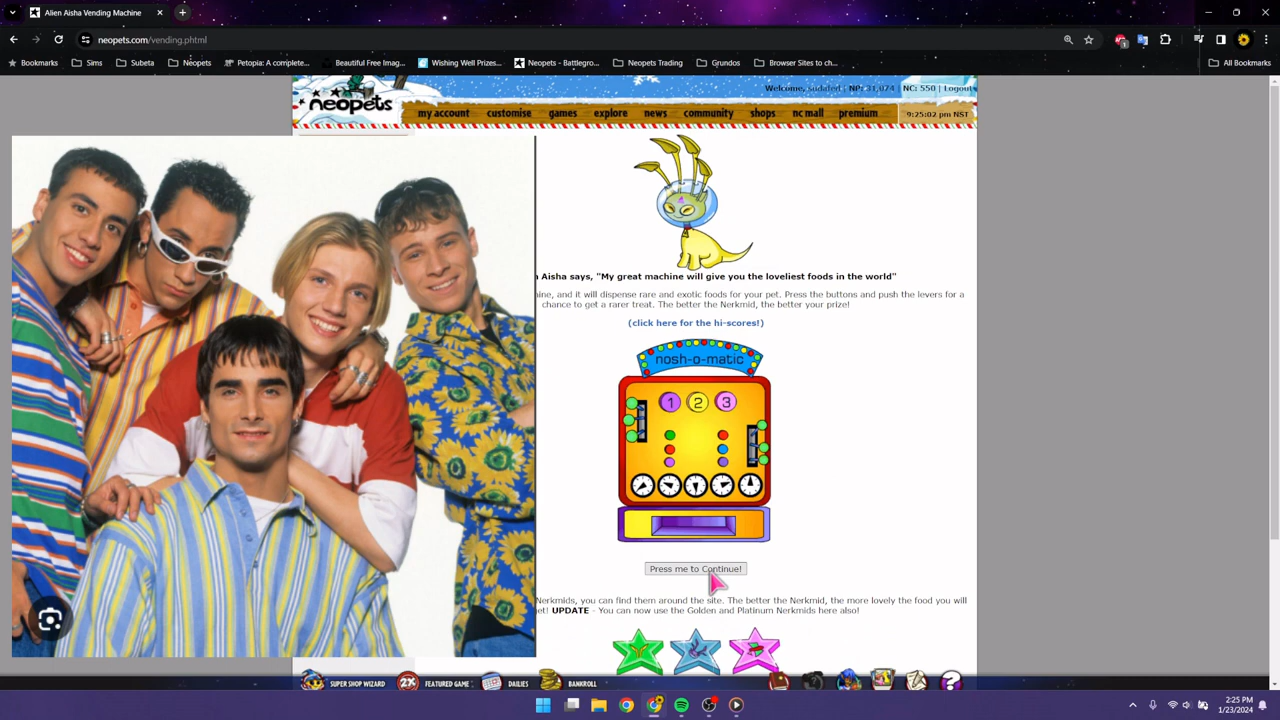 Alien Aisha Vending Machine
neopets.com/vending.phtml
Bookmarks
Sims
Subeta
Neopets
Petopia: A complete...
Beautiful Free Imag...
Wishing Well Prizes...
Neopets - Battlegro...
Neopets Trading
Grundos
Browser Sites to ch...
All Bookmarks
Welcome, | NP: 31,074 | NC: 550 | Logout
neopets
my account
customise
games
explore
news
community
shops
nc mall
premium
9:25:02 pm NST
Aisha says, "My great machine will give you the loveliest foods in the world"
and it will dispense rare and exotic foods for your pet. Press the buttons and push the levers for a
chance to get a rarer treat. The better the Nerkmid, the better your prize!
(click here for the hi-scores!)
nosh-o-matic
1 2 3
Press me to Continue!
Nerkmids, you can find them around the site. The better the Nerkmid, the more lovely the food you will
get! UPDATE - You can now use the Golden and Platinum Nerkmids here also!
SUPER SHOP WIZARD
2X
FEATURED GAME
DAILIES
BANKROLL
2:25 PM
1/23/2024